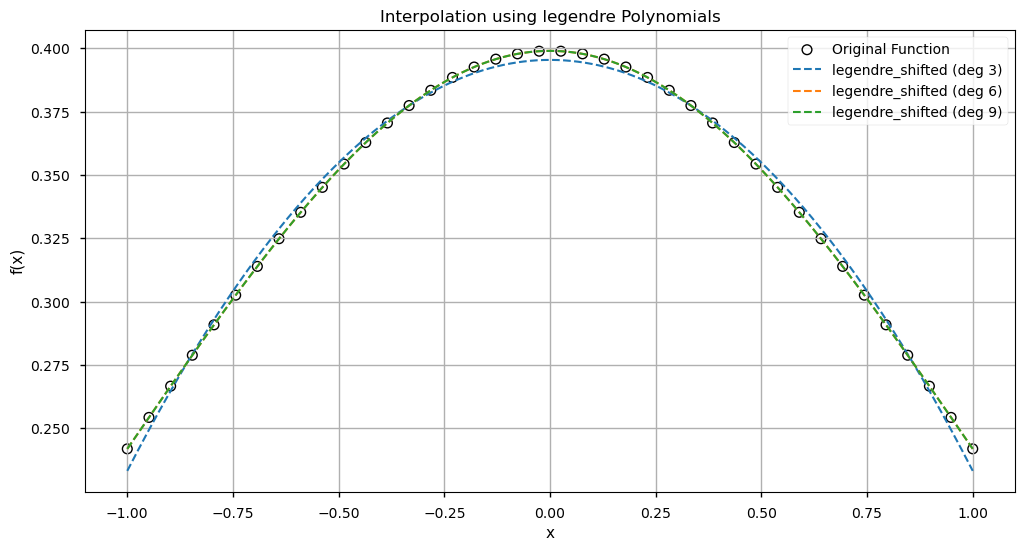 Interpolation using legendre Polynomials
0.400
0.375
0.350
0.325
0.300
0.275
0.250
f(x)
Original Function
legendre_shifted (deg 3)
legendre_shifted (deg 6)
legendre_shifted (deg 9)
−1.00 −0.75 −0.50 −0.25 0.00 0.25 0.50 0.75 1.00
x